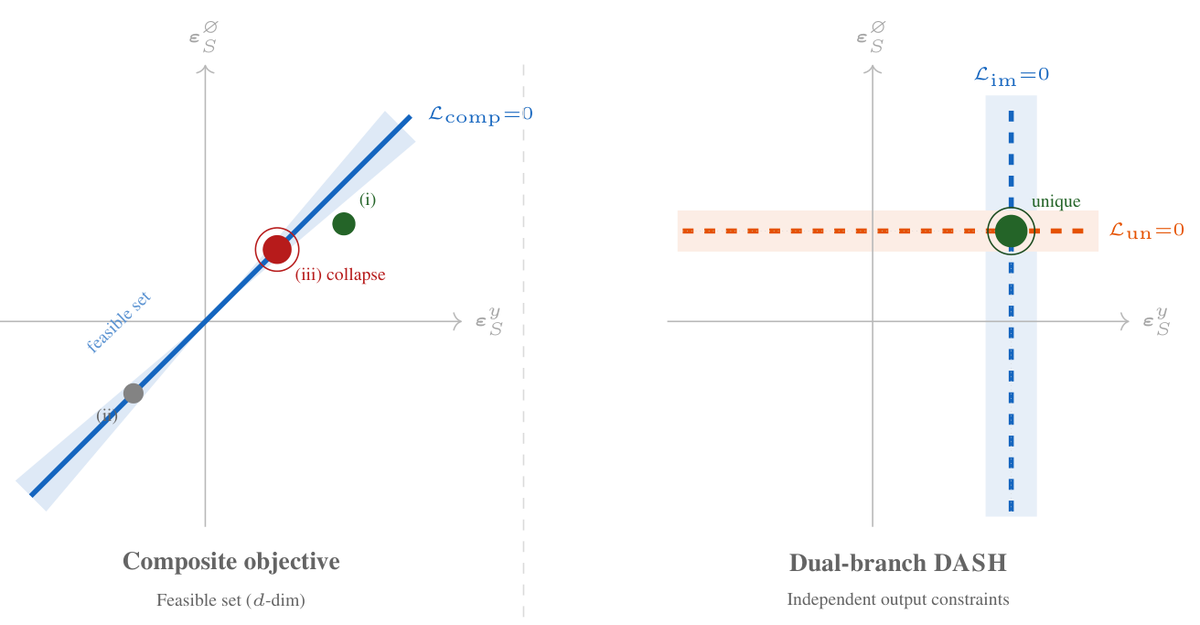 ε_S^∅
ℒ_comp=0
(i)
(iii) collapse
feasible set
ε_S^y
(ii)
Composite objective
Feasible set (d-dim)
ε_S^∅
ℒ_im=0
unique
ℒ_un=0
ε_S^y
Dual-branch DASH
Independent output constraints